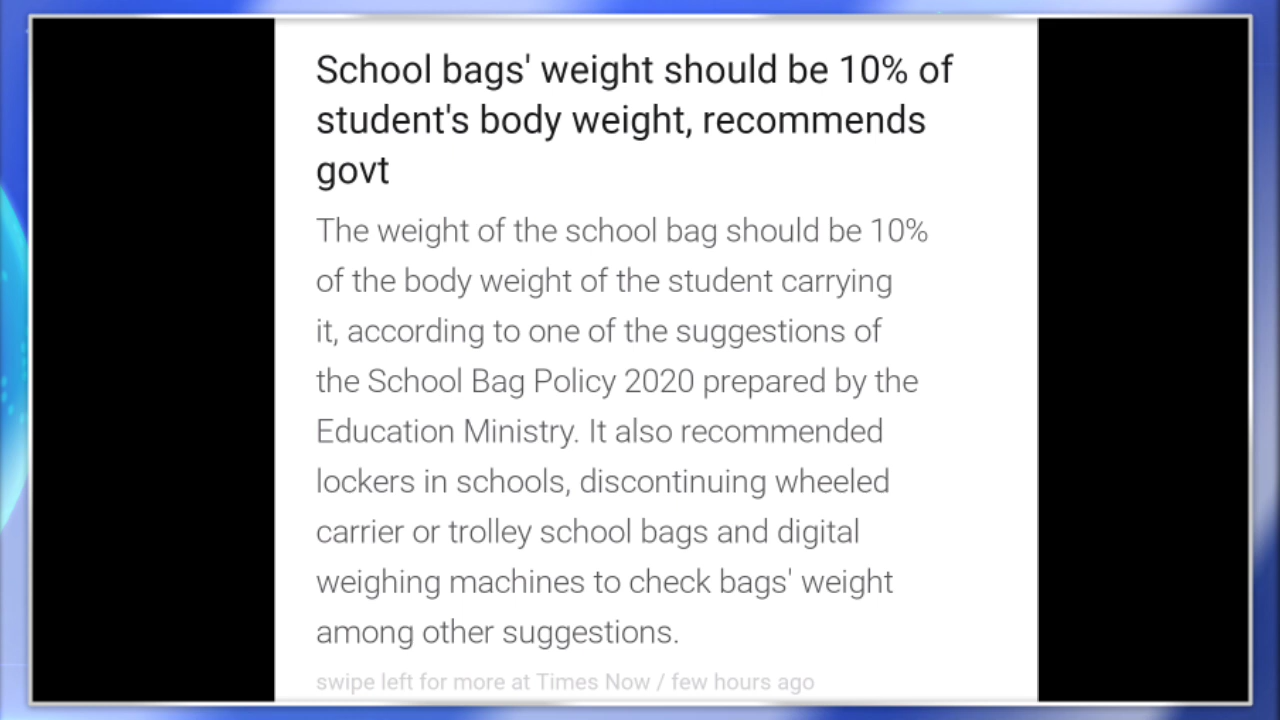 School bags' weight should be 10% of
student's body weight, recommends
govt
The weight of the school bag should be 10%
of the body weight of the student carrying
it, according to one of the suggestions of
the School Bag Policy 2020 prepared by the
Education Ministry. It also recommended
lockers in schools, discontinuing wheeled
carrier or trolley school bags and digital
weighing machines to check bags' weight
among other suggestions.
swipe left for more at Times Now / few hours ago